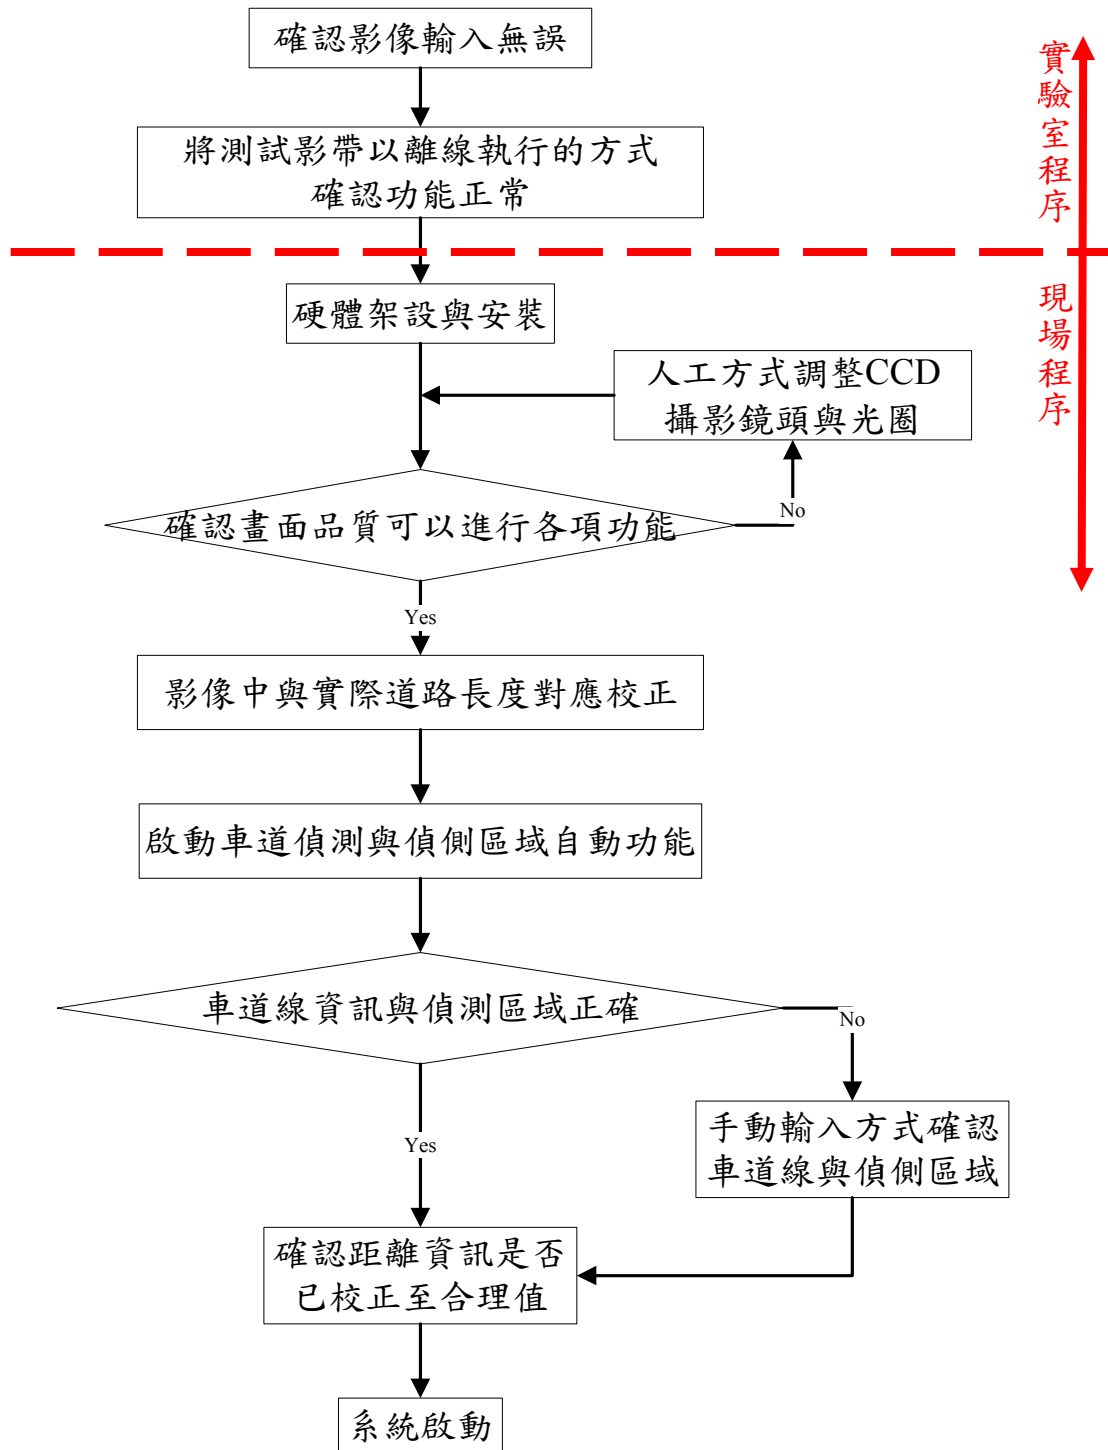 確認影像輸入無誤
將測試影帶以離線執行的方式
確認功能正常
實驗室程序
硬體架設與安裝
現場程序
人工方式調整CCD
攝影鏡頭與光圈
No
確認畫面品質可以進行各項功能
Yes
影像中與實際道路長度對應校正
啟動車道偵測與偵側區域自動功能
車道線資訊與偵測區域正確
No
手動輸入方式確認
車道線與偵側區域
Yes
確認距離資訊是否
已校正至合理值
系統啟動